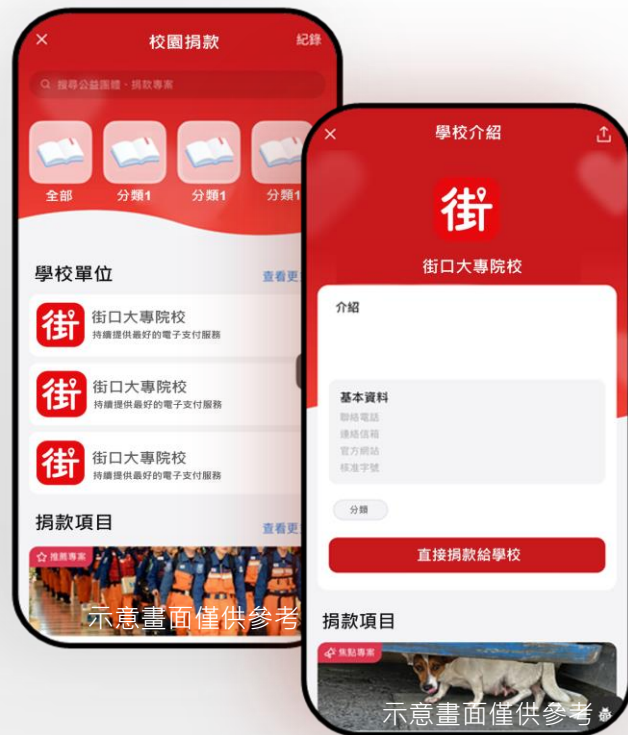 校園捐款
紀錄
搜尋公益團體、捐款專案
全部
分類1
分類1
分類1
學校單位
查看更
街
街口大專院校
持續提供最好的電子支付服務
街
街口大專院校
持續提供最好的電子支付服務
街
街口大專院校
持續提供最好的電子支付服務
捐款項目
查看更
推薦專案
示意畫面僅供參考
學校介紹
街
街口大專院校
介紹
基本資料
聯絡電話
連絡信箱
官方網站
核准字號
分類
直接捐款給學校
捐款項目
焦點專案
示意畫面僅供參考